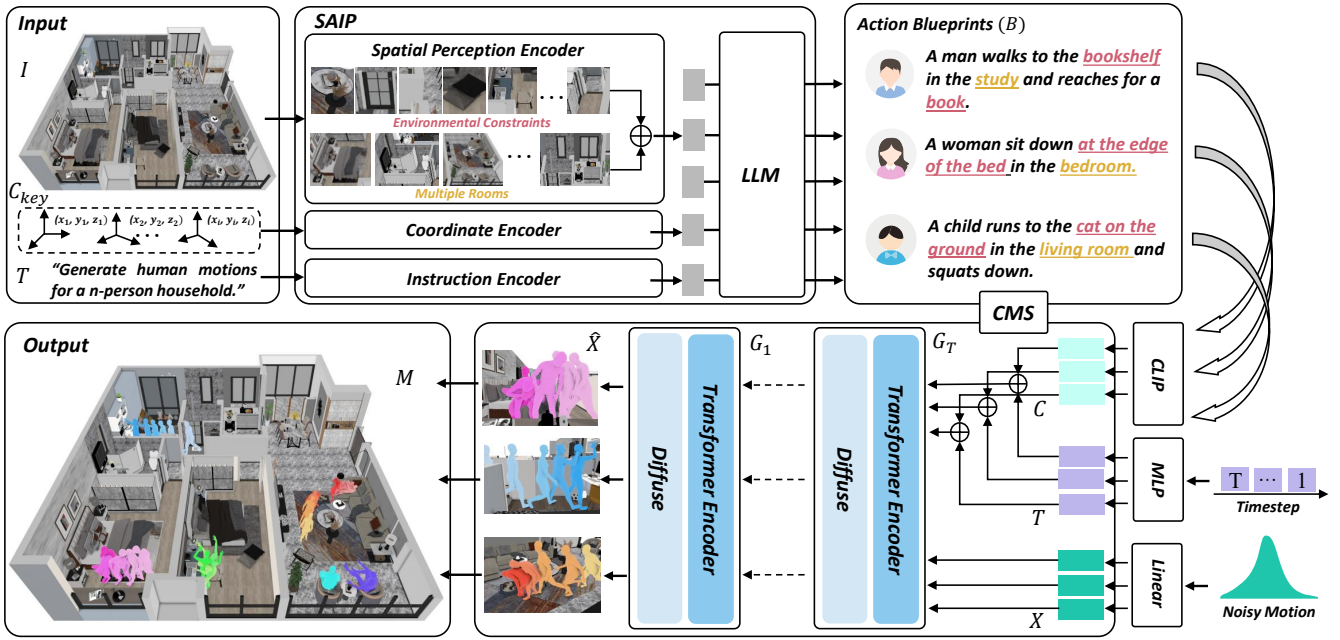 Input
I
C_key
(x₁, y₁, z₁) (x₂, y₂, z₂) (xᵢ, yᵢ, zᵢ)
...
T
“Generate human motions
for a n-person household.”
SAIP
Spatial Perception Encoder
...
Environmental Constraints
...
Multiple Rooms
Coordinate Encoder
Instruction Encoder
LLM
Action Blueprints (B)
A man walks to the bookshelf
in the study and reaches for a
book.
A woman sit down at the edge
of the bed in the bedroom.
A child runs to the cat on the
ground in the living room and
squats down.
Output
M
X̂
Diffuse
Transformer Encoder
G₁
Diffuse
Transformer Encoder
G_T
CMS
C
T
X
CLIP
MLP
Linear
T ... 1
Timestep
Noisy Motion